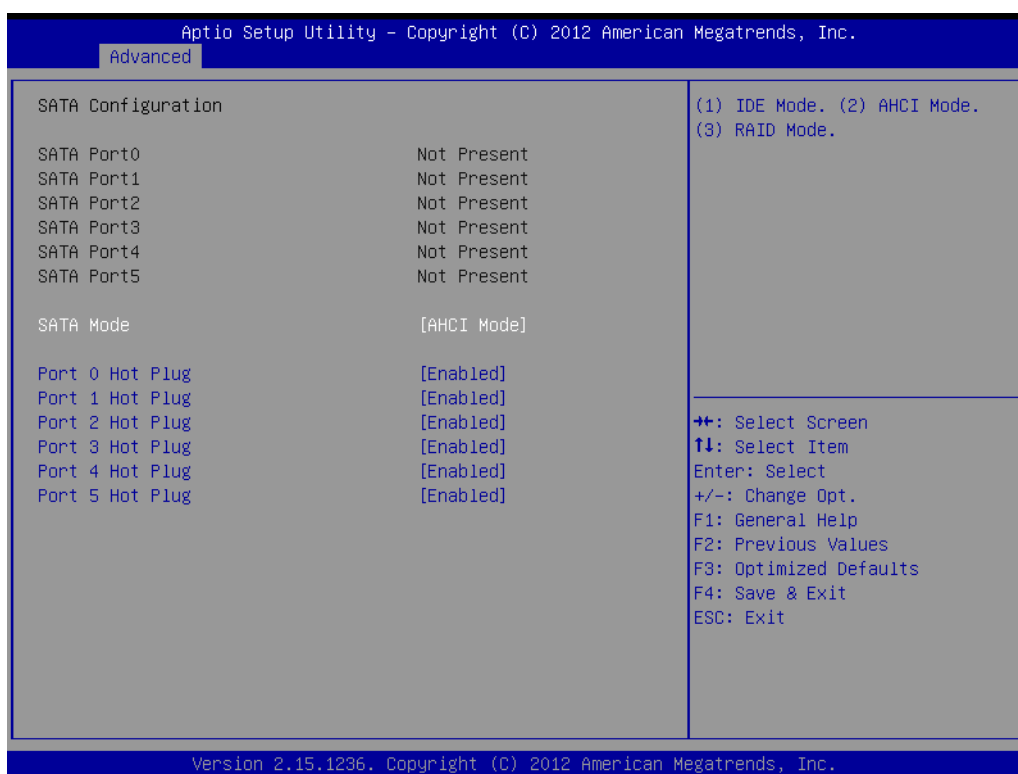 Aptio Setup Utility – Copyright (C) 2012 American Megatrends, Inc.
Advanced
SATA Configuration
SATA Port0 Not Present
SATA Port1 Not Present
SATA Port2 Not Present
SATA Port3 Not Present
SATA Port4 Not Present
SATA Port5 Not Present
SATA Mode [AHCI Mode]
Port 0 Hot Plug [Enabled]
Port 1 Hot Plug [Enabled]
Port 2 Hot Plug [Enabled]
Port 3 Hot Plug [Enabled]
Port 4 Hot Plug [Enabled]
Port 5 Hot Plug [Enabled]
(1) IDE Mode. (2) AHCI Mode.
(3) RAID Mode.
→←: Select Screen
↑↓: Select Item
Enter: Select
+/-: Change Opt.
F1: General Help
F2: Previous Values
F3: Optimized Defaults
F4: Save & Exit
ESC: Exit
Version 2.15.1236. Copyright (C) 2012 American Megatrends, Inc.